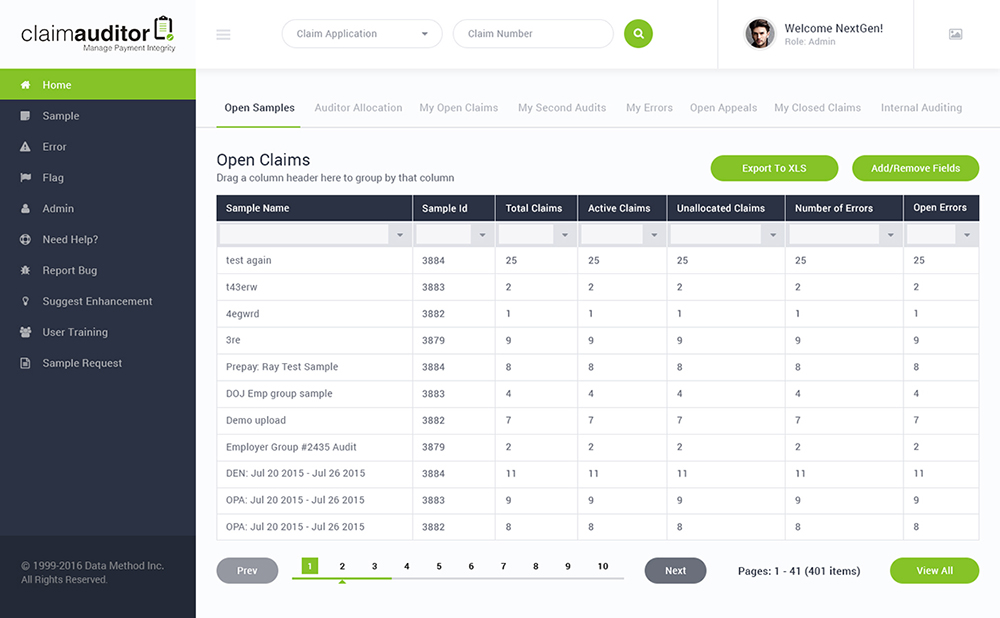 claimauditor
Manage Payment Integrity
Claim Application
Claim Number
Welcome NextGen!
Role: Admin
Home
Sample
Error
Flag
Admin
Need Help?
Report Bug
Suggest Enhancement
User Training
Sample Request
© 1999-2016 Data Method Inc.
All Rights Reserved.
Open Samples Auditor Allocation My Open Claims My Second Audits My Errors Open Appeals My Closed Claims Internal Auditing
Open Claims
Drag a column header here to group by that column
Export To XLS
Add/Remove Fields
Sample Name Sample Id Total Claims Active Claims Unallocated Claims Number of Errors Open Errors
test again 3884 25 25 25 25 25
t43erw 3883 2 2 2 2 2
4egwrd 3882 1 1 1 1 1
3re 3879 9 9 9 9 9
Prepay: Ray Test Sample 3884 8 8 8 8 8
DOJ Emp group sample 3883 4 4 4 4 4
Demo upload 3882 7 7 7 7 7
Employer Group #2435 Audit 3879 2 2 2 2 2
DEN: Jul 20 2015 - Jul 26 2015 3884 11 11 11 11 11
OPA: Jul 20 2015 - Jul 26 2015 3883 9 9 9 9 9
OPA: Jul 20 2015 - Jul 26 2015 3882 8 8 8 8 8
Prev 1 2 3 4 5 6 7 8 9 10 Next Pages: 1 - 41 (401 items) View All